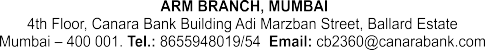 ARM BRANCH, MUMBAI
4th Floor, Canara Bank Building Adi Marzban Street, Ballard Estate
Mumbai – 400 001. Tel.: 8655948019/54 Email: cb2360@canarabank.com